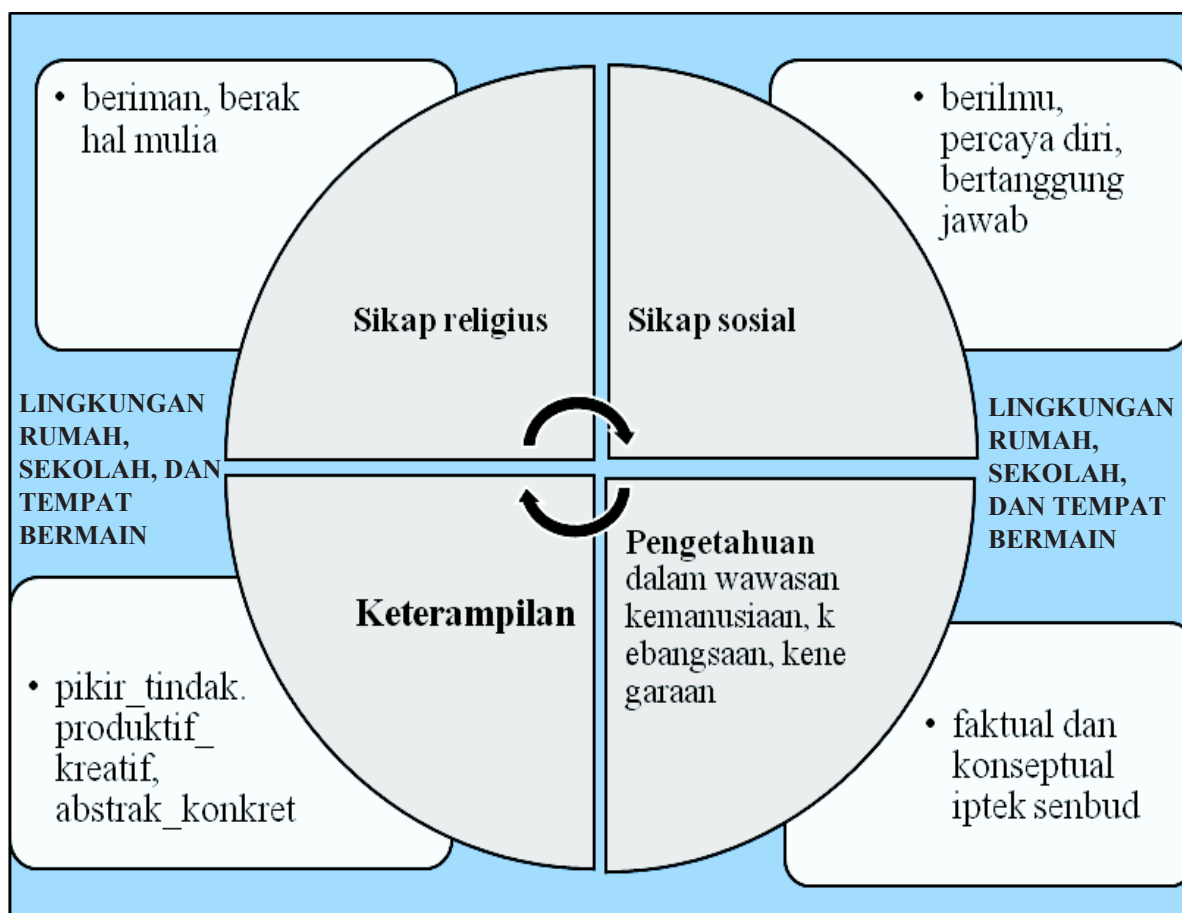 • beriman, berak
hal mulia
• berilmu,
percaya diri,
bertanggung
jawab
Sikap religius
Sikap sosial
LINGKUNGAN
RUMAH,
SEKOLAH, DAN
TEMPAT
BERMAIN
LINGKUNGAN
RUMAH,
SEKOLAH,
DAN TEMPAT
BERMAIN
Keterampilan
Pengetahuan
dalam wawasan
kemanusiaan, k
ebangsaan, kene
garaan
• pikir_tindak.
produktif_
kreatif,
abstrak_konkret
• faktual dan
konseptual
iptek senbud